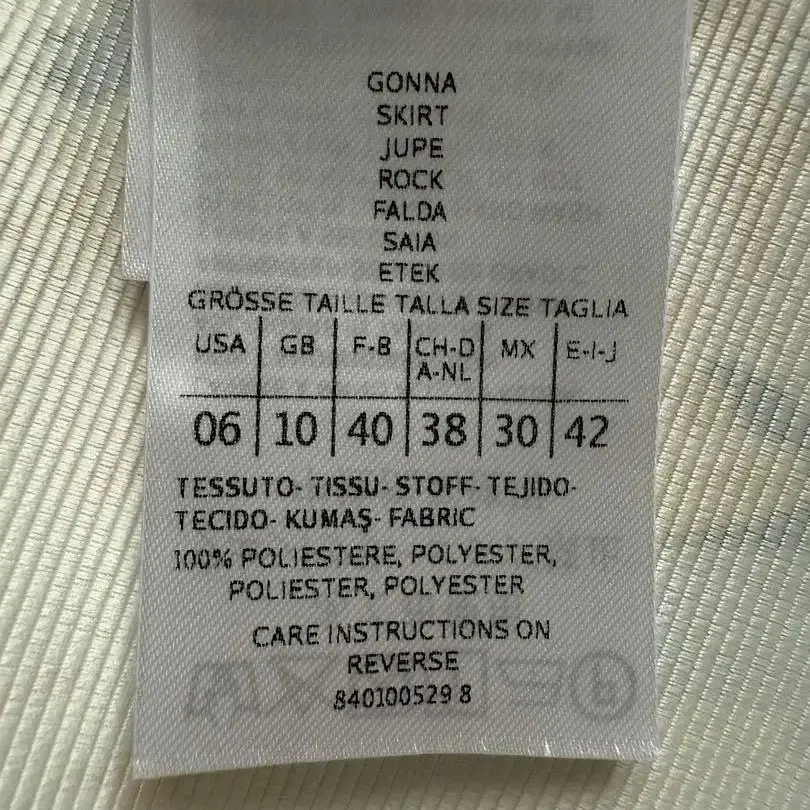 GONNA
SKIRT
JUPE
ROCK
FALDA
SAIA
ETEK
GRÖSSE TAILLE TALLA SIZE TAGLIA
USA GB F-B CH-D A-NL MX E-I-J
06 10 40 38 30 42
TESSUTO- TISSU- STOFF- TEJIDO-
TECIDO- KUMAŞ- FABRIC
100% POLIESTERE, POLYESTER,
POLIESTER, POLYESTER
CARE INSTRUCTIONS ON
REVERSE
840100529 8